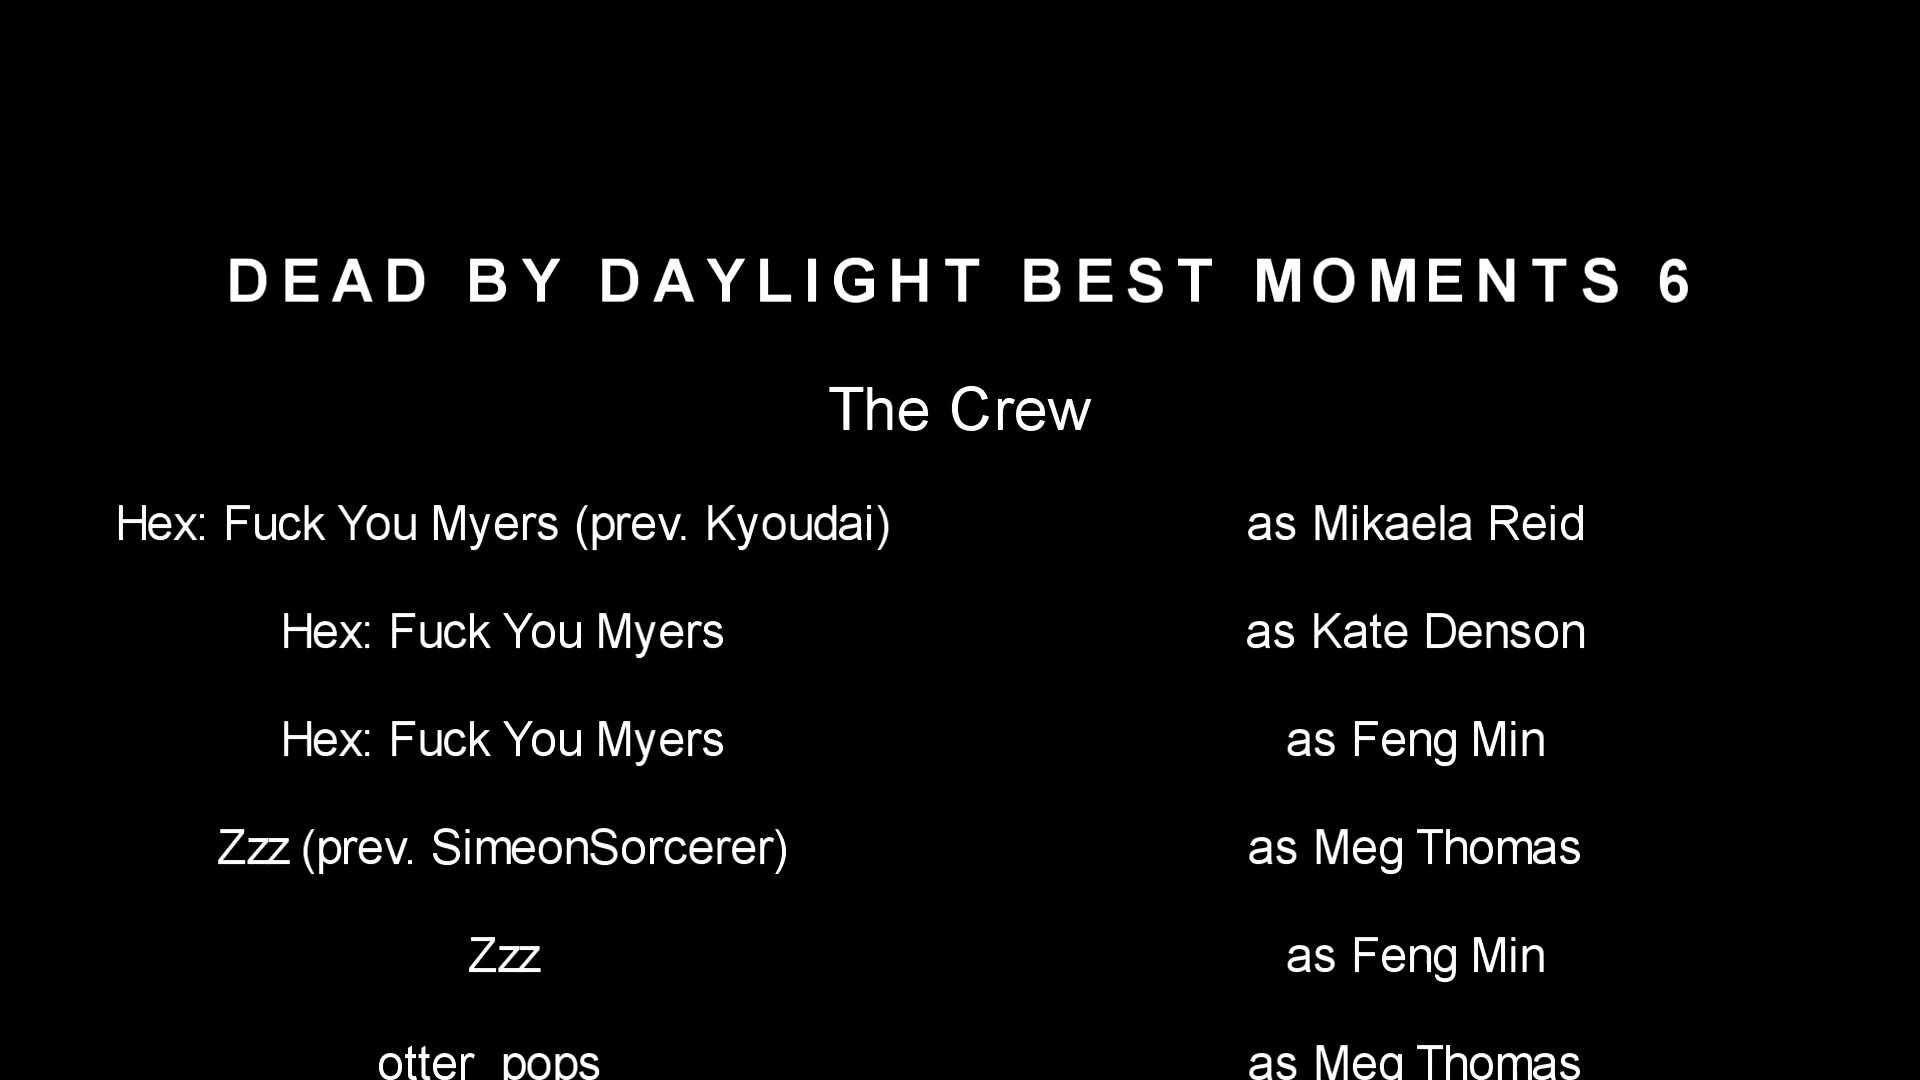 DEAD BY DAYLIGHT BEST MOMENTS 6
The Crew
Hex: Fuck You Myers (prev. Kyoudai) as Mikaela Reid
Hex: Fuck You Myers as Kate Denson
Hex: Fuck You Myers as Feng Min
Zzz (prev. SimeonSorcerer) as Meg Thomas
Zzz as Feng Min
otter_pops as Meg Thomas